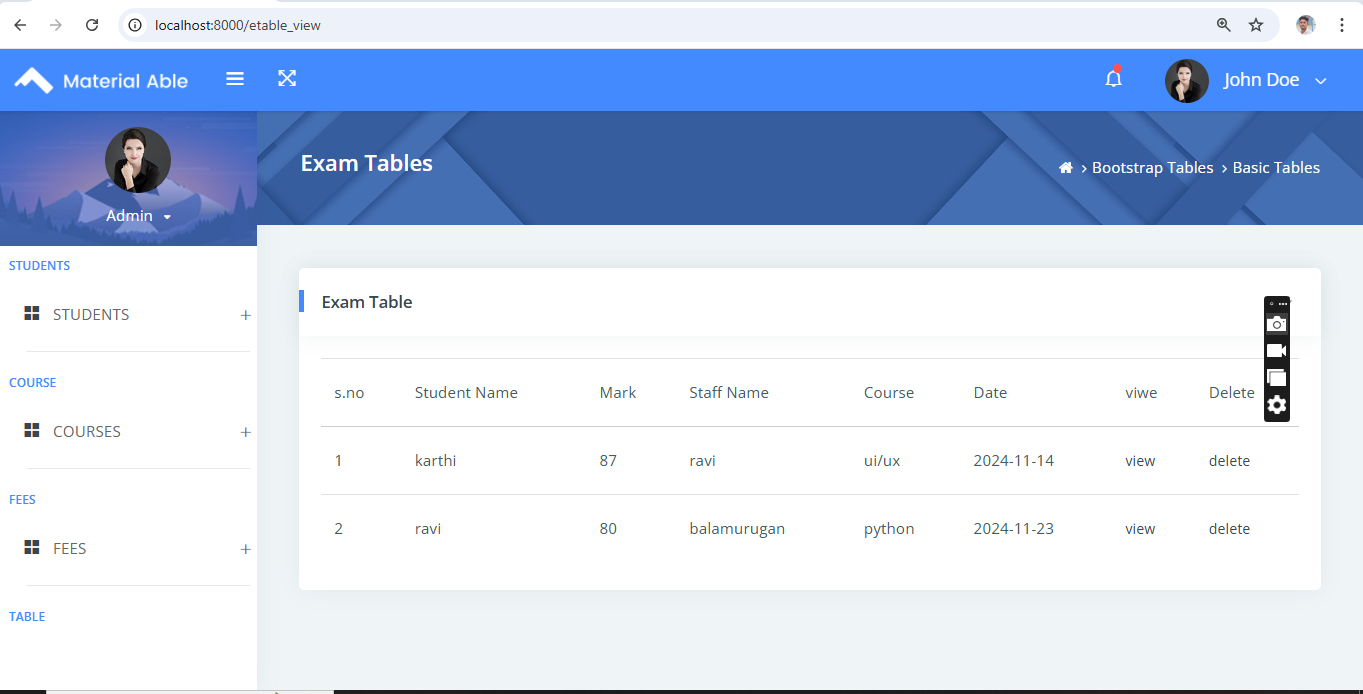 localhost:8000/etable_view
Material Able
John Doe
Admin
Exam Tables
Bootstrap Tables › Basic Tables
STUDENTS
STUDENTS
COURSE
COURSES
FEES
FEES
TABLE
Exam Table
s.no Student Name Mark Staff Name Course Date viwe Delete
1 karthi 87 ravi ui/ux 2024-11-14 view delete
2 ravi 80 balamurugan python 2024-11-23 view delete